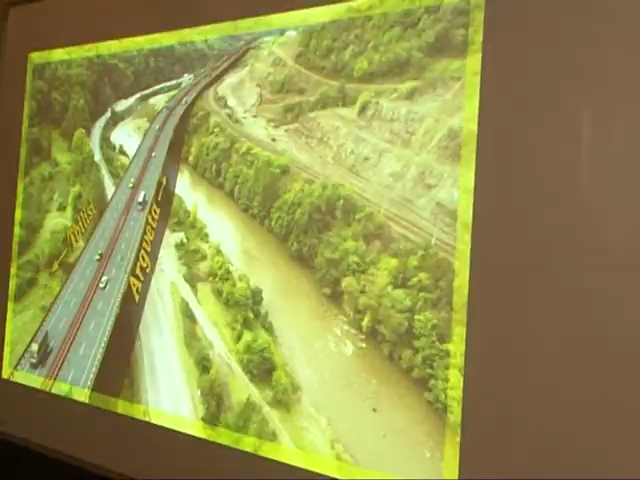 ← Tbilisi
Argveta →